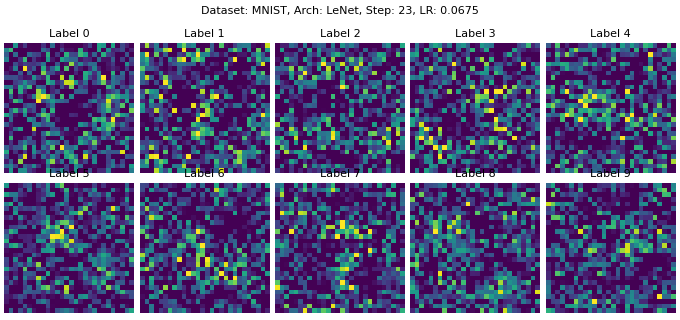 Dataset: MNIST, Arch: LeNet, Step: 23, LR: 0.0675
Label 0
Label 1
Label 2
Label 3
Label 4
Label 5
Label 6
Label 7
Label 8
Label 9